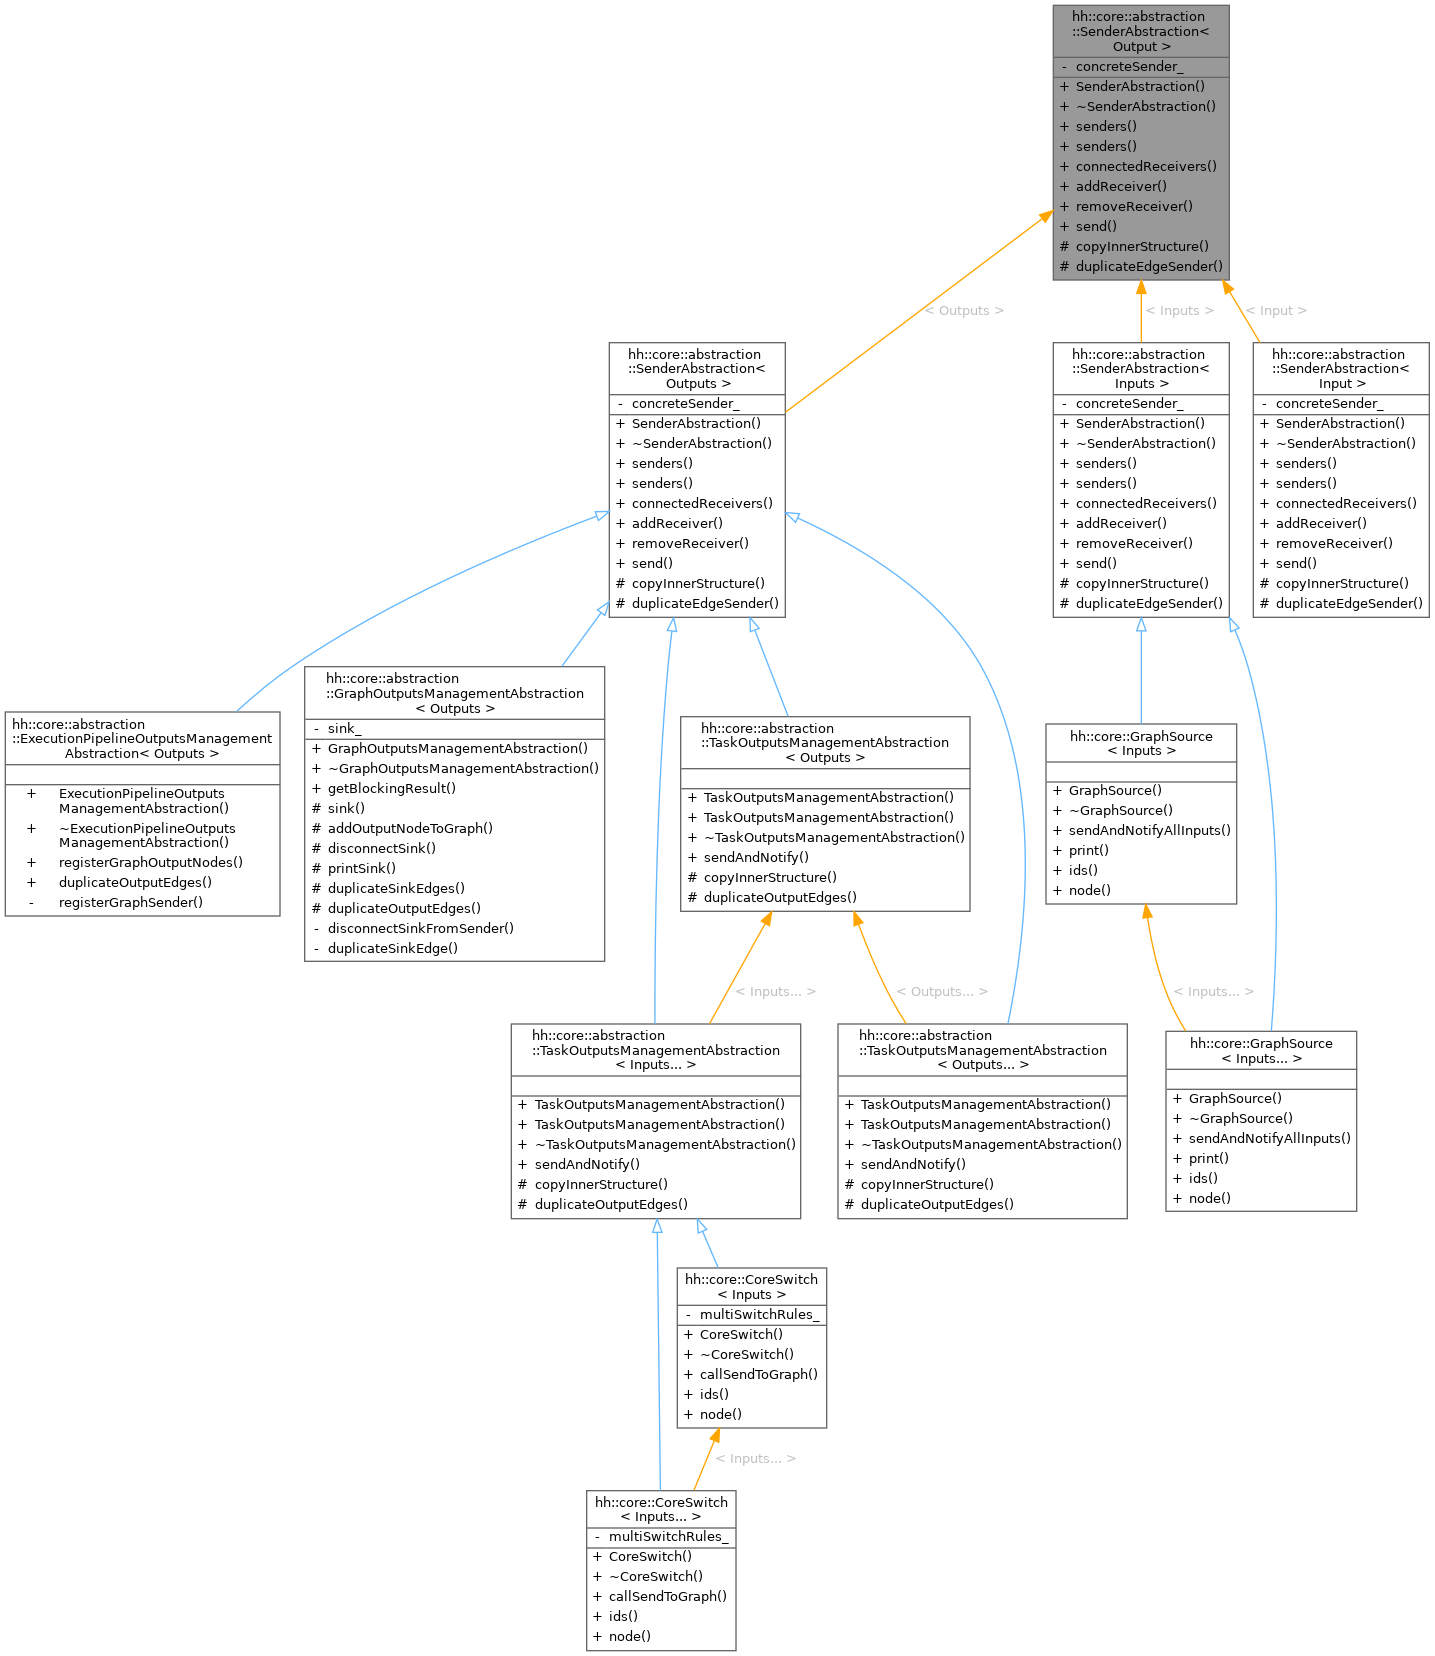 hh::core::abstraction
::SenderAbstraction<
Output >
- concreteSender_
+ SenderAbstraction()
+ ~SenderAbstraction()
+ senders()
+ senders()
+ connectedReceivers()
+ addReceiver()
+ removeReceiver()
+ send()
# copyInnerStructure()
# duplicateEdgeSender()
< Outputs >
< Inputs >
< Input >
hh::core::abstraction
::SenderAbstraction<
Outputs >
- concreteSender_
+ SenderAbstraction()
+ ~SenderAbstraction()
+ senders()
+ senders()
+ connectedReceivers()
+ addReceiver()
+ removeReceiver()
+ send()
# copyInnerStructure()
# duplicateEdgeSender()
hh::core::abstraction
::SenderAbstraction<
Inputs >
- concreteSender_
+ SenderAbstraction()
+ ~SenderAbstraction()
+ senders()
+ senders()
+ connectedReceivers()
+ addReceiver()
+ removeReceiver()
+ send()
# copyInnerStructure()
# duplicateEdgeSender()
hh::core::abstraction
::SenderAbstraction<
Input >
- concreteSender_
+ SenderAbstraction()
+ ~SenderAbstraction()
+ senders()
+ senders()
+ connectedReceivers()
+ addReceiver()
+ removeReceiver()
+ send()
# copyInnerStructure()
# duplicateEdgeSender()
hh::core::abstraction
::ExecutionPipelineOutputsManagement
Abstraction< Outputs >
+ ExecutionPipelineOutputs
ManagementAbstraction()
+ ~ExecutionPipelineOutputs
ManagementAbstraction()
+ registerGraphOutputNodes()
+ duplicateOutputEdges()
- registerGraphSender()
hh::core::abstraction
::GraphOutputsManagementAbstraction
< Outputs >
- sink_
+ GraphOutputsManagementAbstraction()
+ ~GraphOutputsManagementAbstraction()
+ getBlockingResult()
# sink()
# addOutputNodeToGraph()
# disconnectSink()
# printSink()
# duplicateSinkEdges()
# duplicateOutputEdges()
- disconnectSinkFromSender()
- duplicateSinkEdge()
hh::core::abstraction
::TaskOutputsManagementAbstraction
< Outputs >
+ TaskOutputsManagementAbstraction()
+ TaskOutputsManagementAbstraction()
+ ~TaskOutputsManagementAbstraction()
+ sendAndNotify()
# copyInnerStructure()
# duplicateOutputEdges()
hh::core::GraphSource
< Inputs >
+ GraphSource()
+ ~GraphSource()
+ sendAndNotifyAllInputs()
+ print()
+ ids()
+ node()
< Inputs... >
< Outputs... >
< Inputs... >
hh::core::abstraction
::TaskOutputsManagementAbstraction
< Inputs... >
+ TaskOutputsManagementAbstraction()
+ TaskOutputsManagementAbstraction()
+ ~TaskOutputsManagementAbstraction()
+ sendAndNotify()
# copyInnerStructure()
# duplicateOutputEdges()
hh::core::abstraction
::TaskOutputsManagementAbstraction
< Outputs... >
+ TaskOutputsManagementAbstraction()
+ TaskOutputsManagementAbstraction()
+ ~TaskOutputsManagementAbstraction()
+ sendAndNotify()
# copyInnerStructure()
# duplicateOutputEdges()
hh::core::GraphSource
< Inputs... >
+ GraphSource()
+ ~GraphSource()
+ sendAndNotifyAllInputs()
+ print()
+ ids()
+ node()
hh::core::CoreSwitch
< Inputs >
- multiSwitchRules_
+ CoreSwitch()
+ ~CoreSwitch()
+ callSendToGraph()
+ ids()
+ node()
< Inputs... >
hh::core::CoreSwitch
< Inputs... >
- multiSwitchRules_
+ CoreSwitch()
+ ~CoreSwitch()
+ callSendToGraph()
+ ids()
+ node()